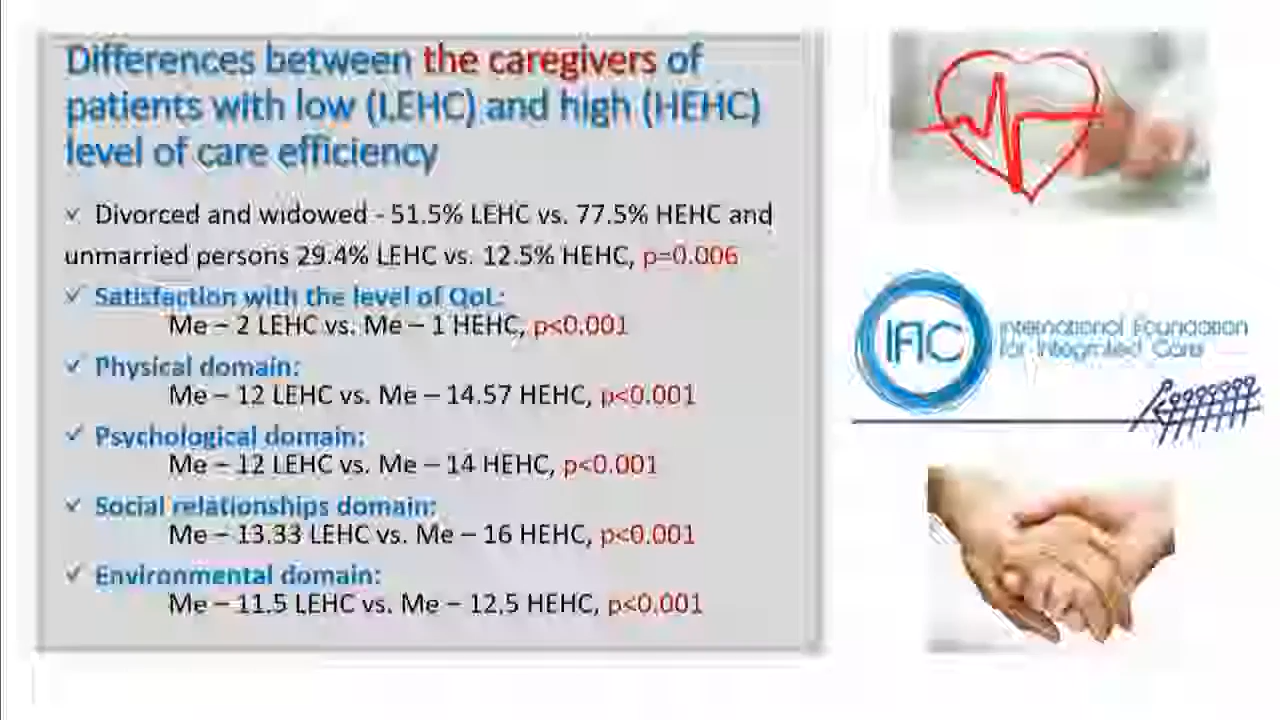 Differences between the caregivers of
patients with low (LEHC) and high (HEHC)
level of care efficiency
✓ Divorced and widowed - 51.5% LEHC vs. 77.5% HEHC and
unmarried persons 29.4% LEHC vs. 12.5% HEHC, p=0.006
✓ Satisfaction with the level of QoL:
Me – 2 LEHC vs. Me – 1 HEHC, p<0.001
✓ Physical domain:
Me – 12 LEHC vs. Me – 14.57 HEHC, p<0.001
✓ Psychological domain:
Me – 12 LEHC vs. Me – 14 HEHC, p<0.001
✓ Social relationships domain:
Me – 13.33 LEHC vs. Me – 16 HEHC, p<0.001
✓ Environmental domain:
Me – 11.5 LEHC vs. Me – 12.5 HEHC, p<0.001
IFIC
International Foundation
for Integrated Care